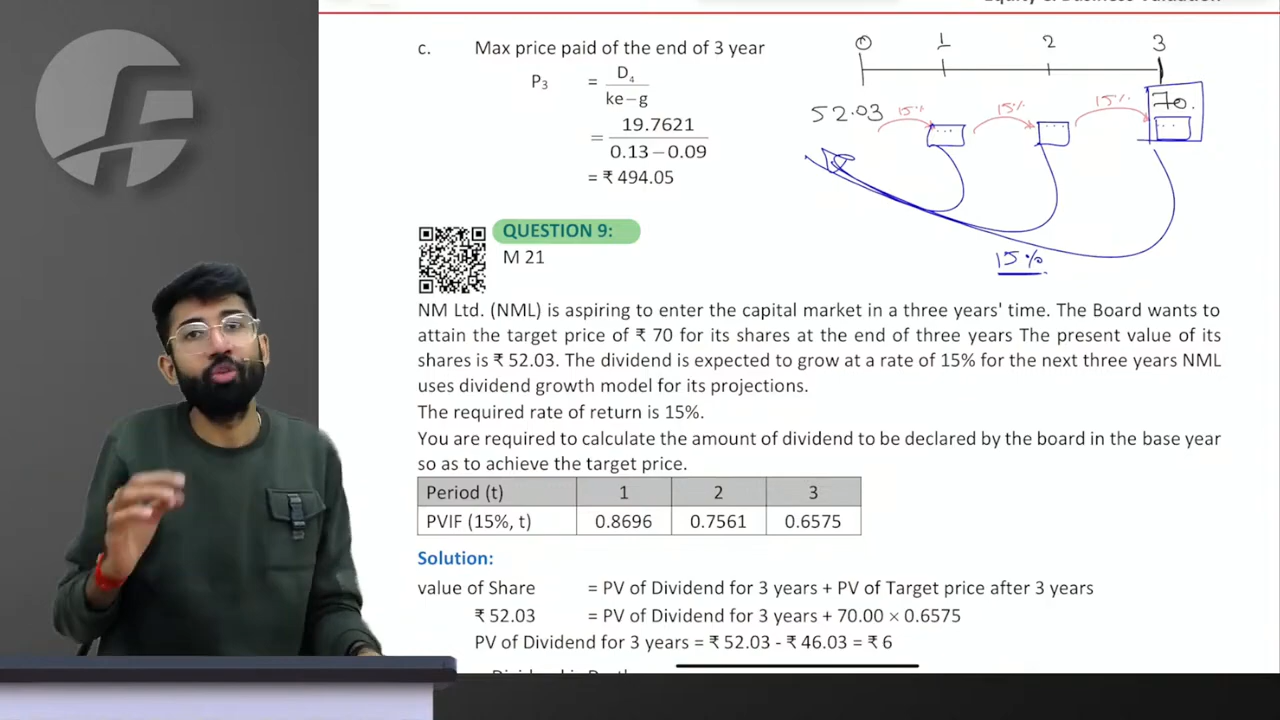 c. Max price paid of the end of 3 year
P₃ = D₄
ke – g
= 19.7621
0.13 – 0.09
= ₹ 494.05
0 1 2 3
52.03 15% 15% 15% 70.
15%
QUESTION 9:
M 21
NM Ltd. (NML) is aspiring to enter the capital market in a three years' time. The Board wants to
attain the target price of ₹ 70 for its shares at the end of three years The present value of its
shares is ₹ 52.03. The dividend is expected to grow at a rate of 15% for the next three years NML
uses dividend growth model for its projections.
The required rate of return is 15%.
You are required to calculate the amount of dividend to be declared by the board in the base year
so as to achieve the target price.
Period (t) 1 2 3
PVIF (15%, t) 0.8696 0.7561 0.6575
Solution:
value of Share = PV of Dividend for 3 years + PV of Target price after 3 years
₹ 52.03 = PV of Dividend for 3 years + 70.00 × 0.6575
PV of Dividend for 3 years = ₹ 52.03 - ₹ 46.03 = ₹ 6